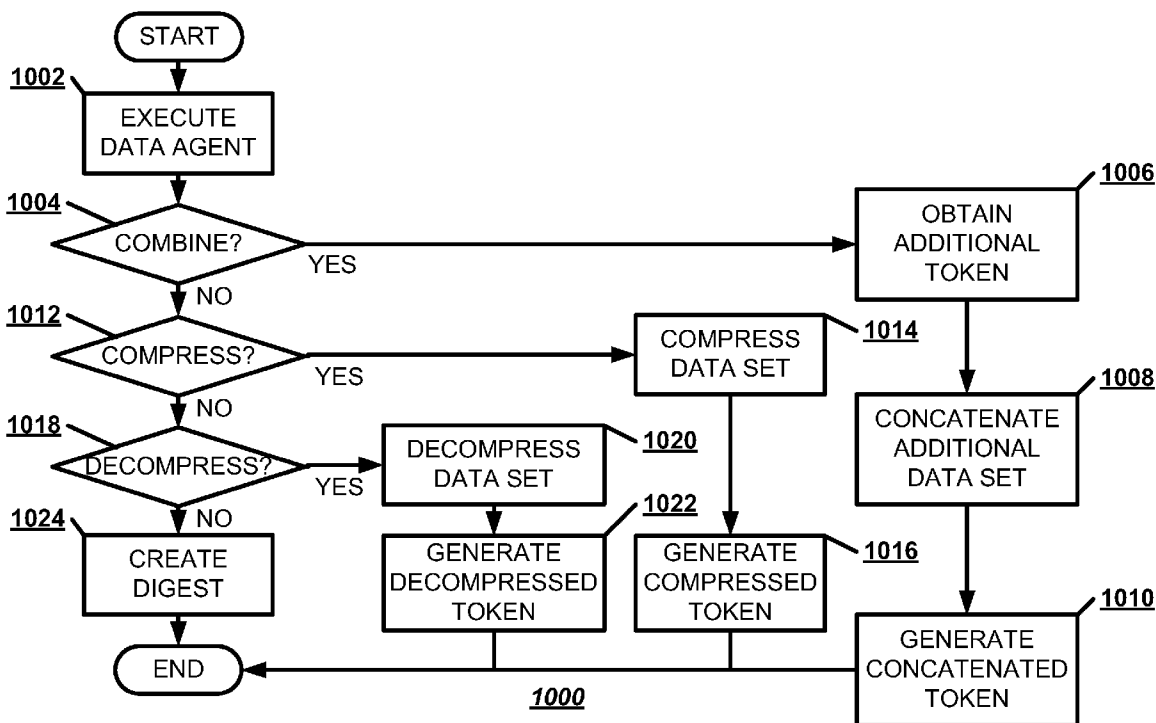 START
1002
EXECUTE
DATA AGENT
1004
COMBINE?
YES
NO
1006
OBTAIN
ADDITIONAL
TOKEN
1012
COMPRESS?
YES
NO
COMPRESS
DATA SET
1014
1008
CONCATENATE
ADDITIONAL
DATA SET
1018
DECOMPRESS?
YES
NO
DECOMPRESS
DATA SET
1020
1024
CREATE
DIGEST
GENERATE
DECOMPRESSED
TOKEN
1022
GENERATE
COMPRESSED
TOKEN
1016
1010
GENERATE
CONCATENATED
TOKEN
END
1000